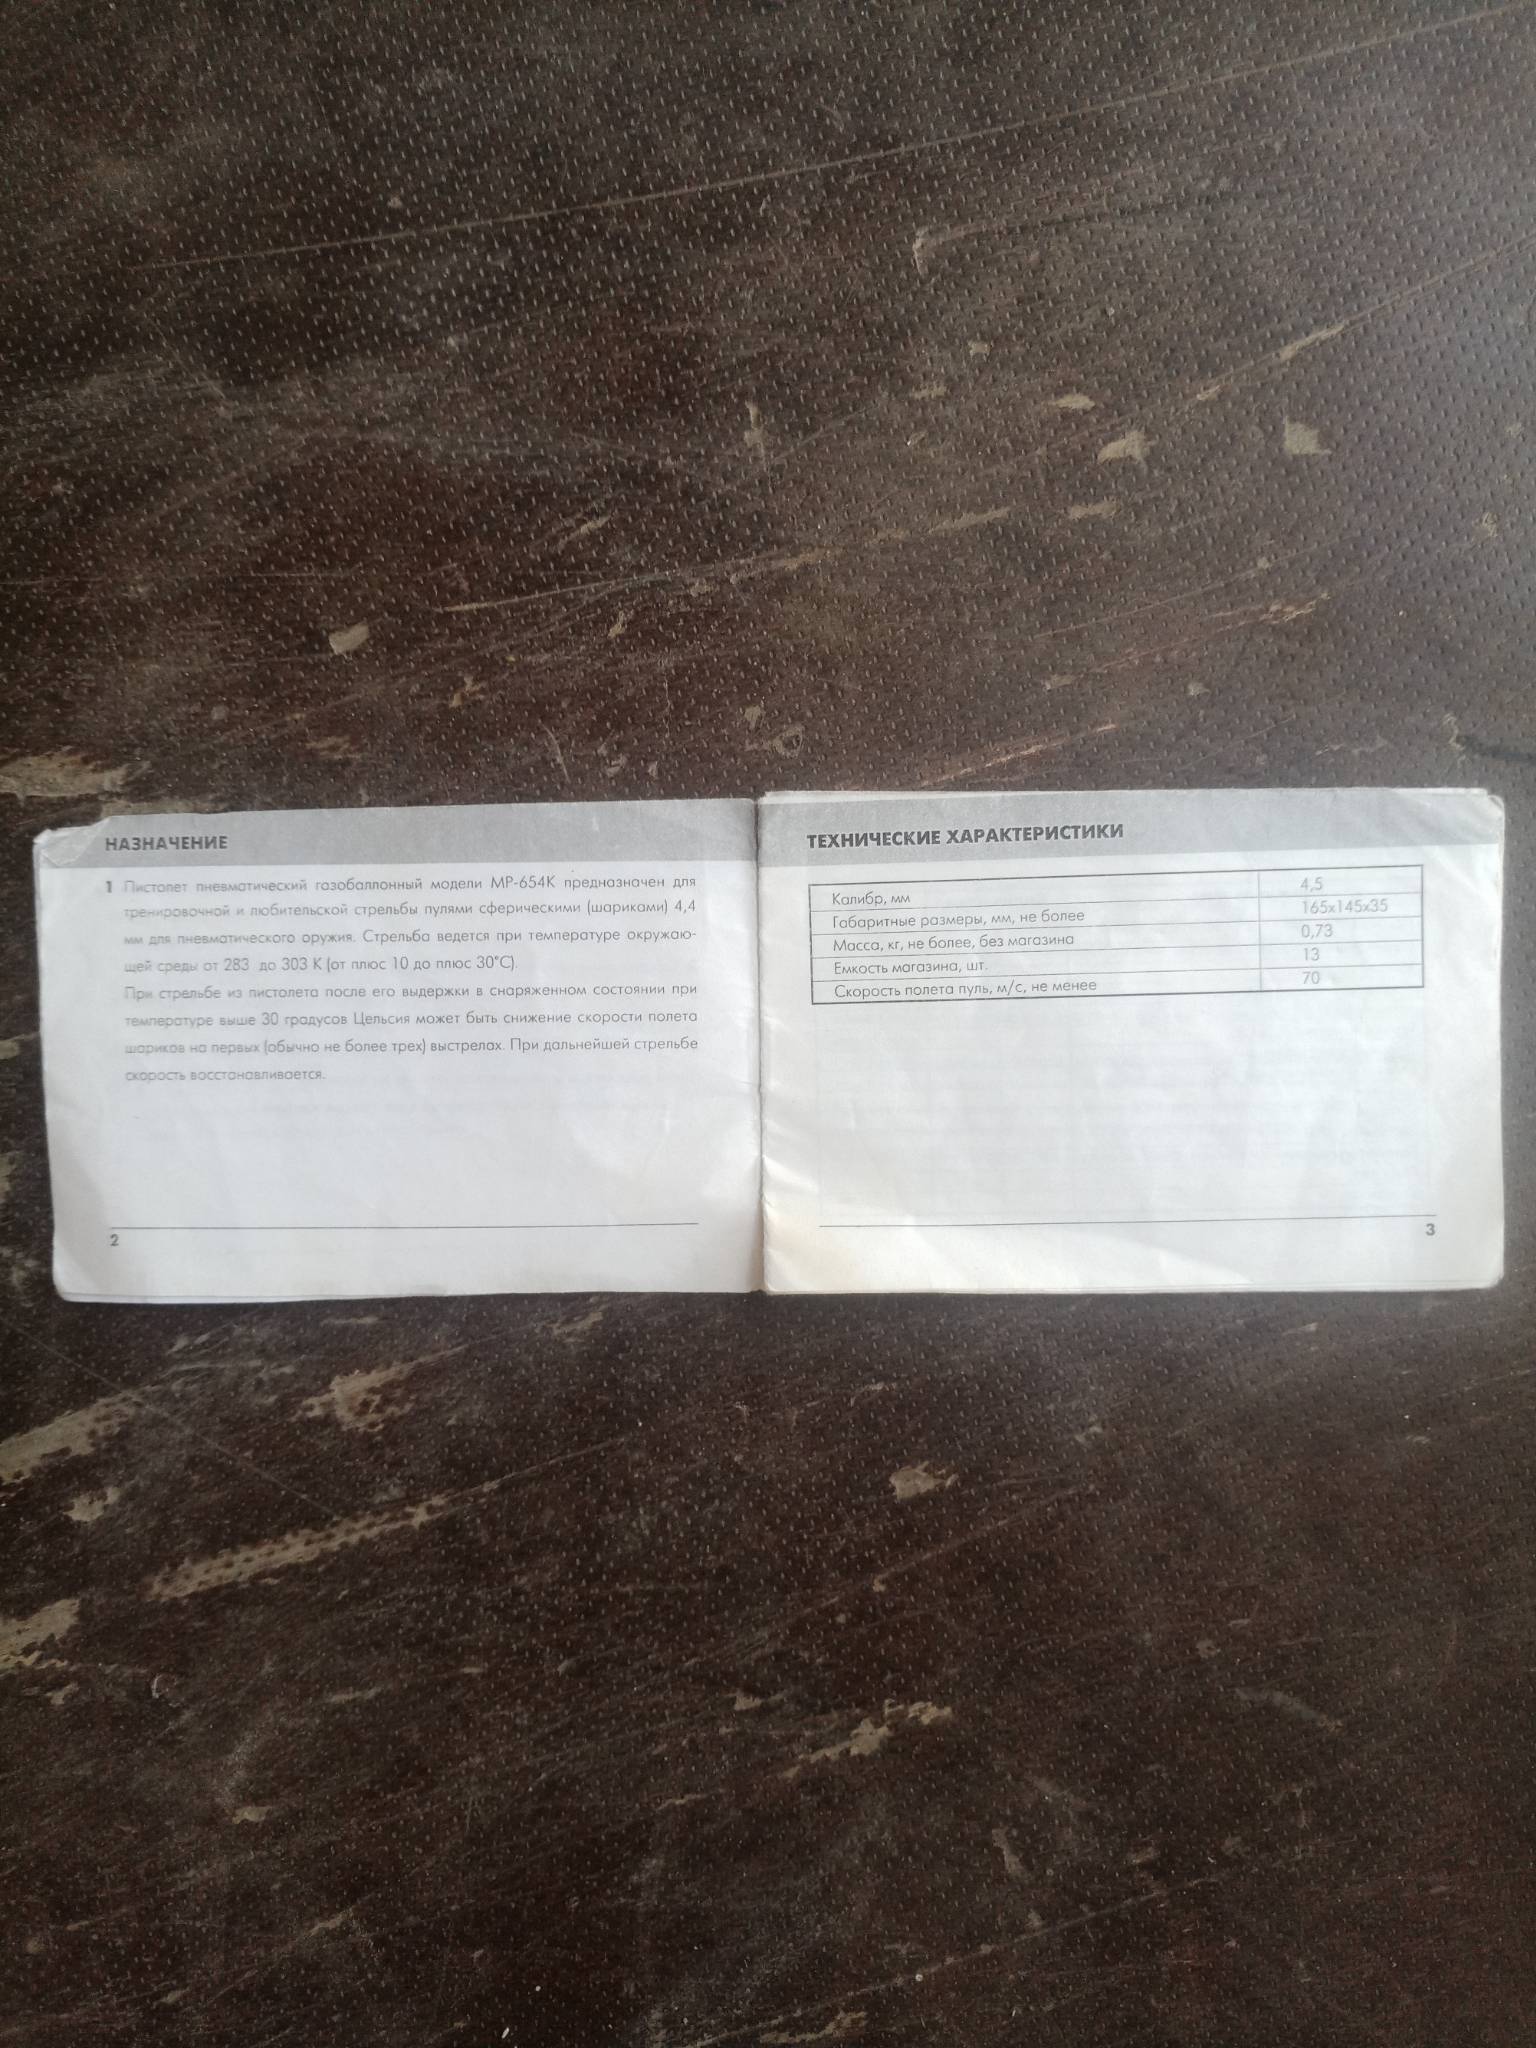 НАЗНАЧЕНИЕ
1 Пистолет пневматический газобаллонный модели МР-654К предназначен для
тренировочной и любительской стрельбы пулями сферическими (шариками) 4,4
мм для пневматического оружия. Стрельба ведется при температуре окружаю-
щей среды от 283 до 303 К (от плюс 10 до плюс 30°С).
При стрельбе из пистолета после его выдержки в снаряженном состоянии при
температуре выше 30 градусов Цельсия может быть снижение скорости полета
шариков на первых (обычно не более трех) выстрелах. При дальнейшей стрельбе
скорость восстанавливается.
2
ТЕХНИЧЕСКИЕ ХАРАКТЕРИСТИКИ
Калибр, мм 4,5
Габаритные размеры, мм, не более 165х145х35
Масса, кг, не более, без магазина 0,73
Емкость магазина, шт. 13
Скорость полета пуль, м/с, не менее 70
3